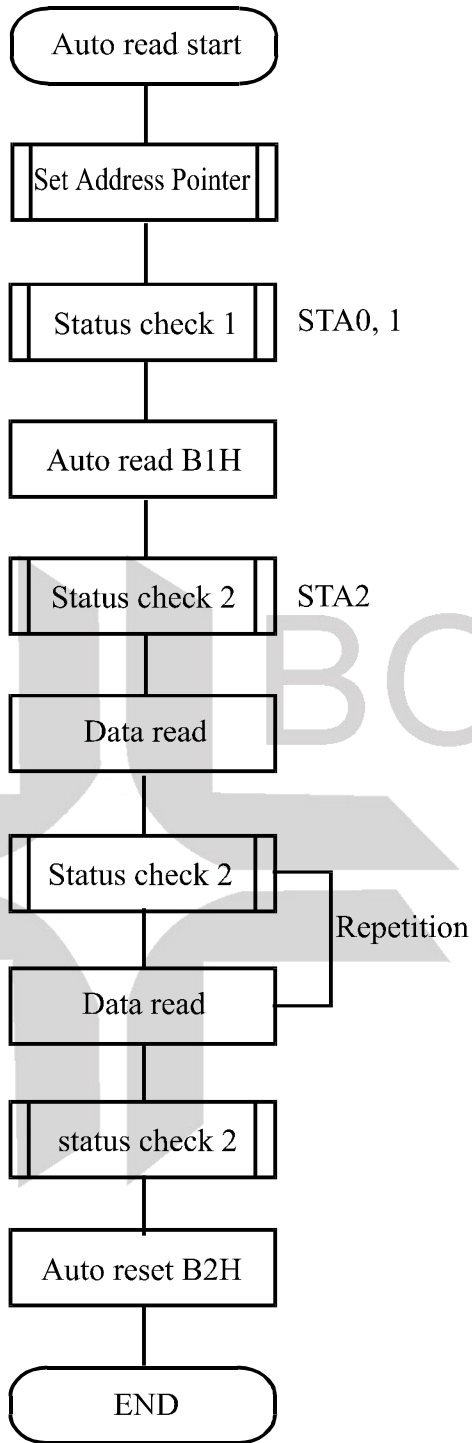 Auto read start
Set Address Pointer
Status check 1
STA0, 1
Auto read B1H
Status check 2
STA2
BC
Data read
Status check 2
Repetition
Data read
status check 2
Auto reset B2H
END